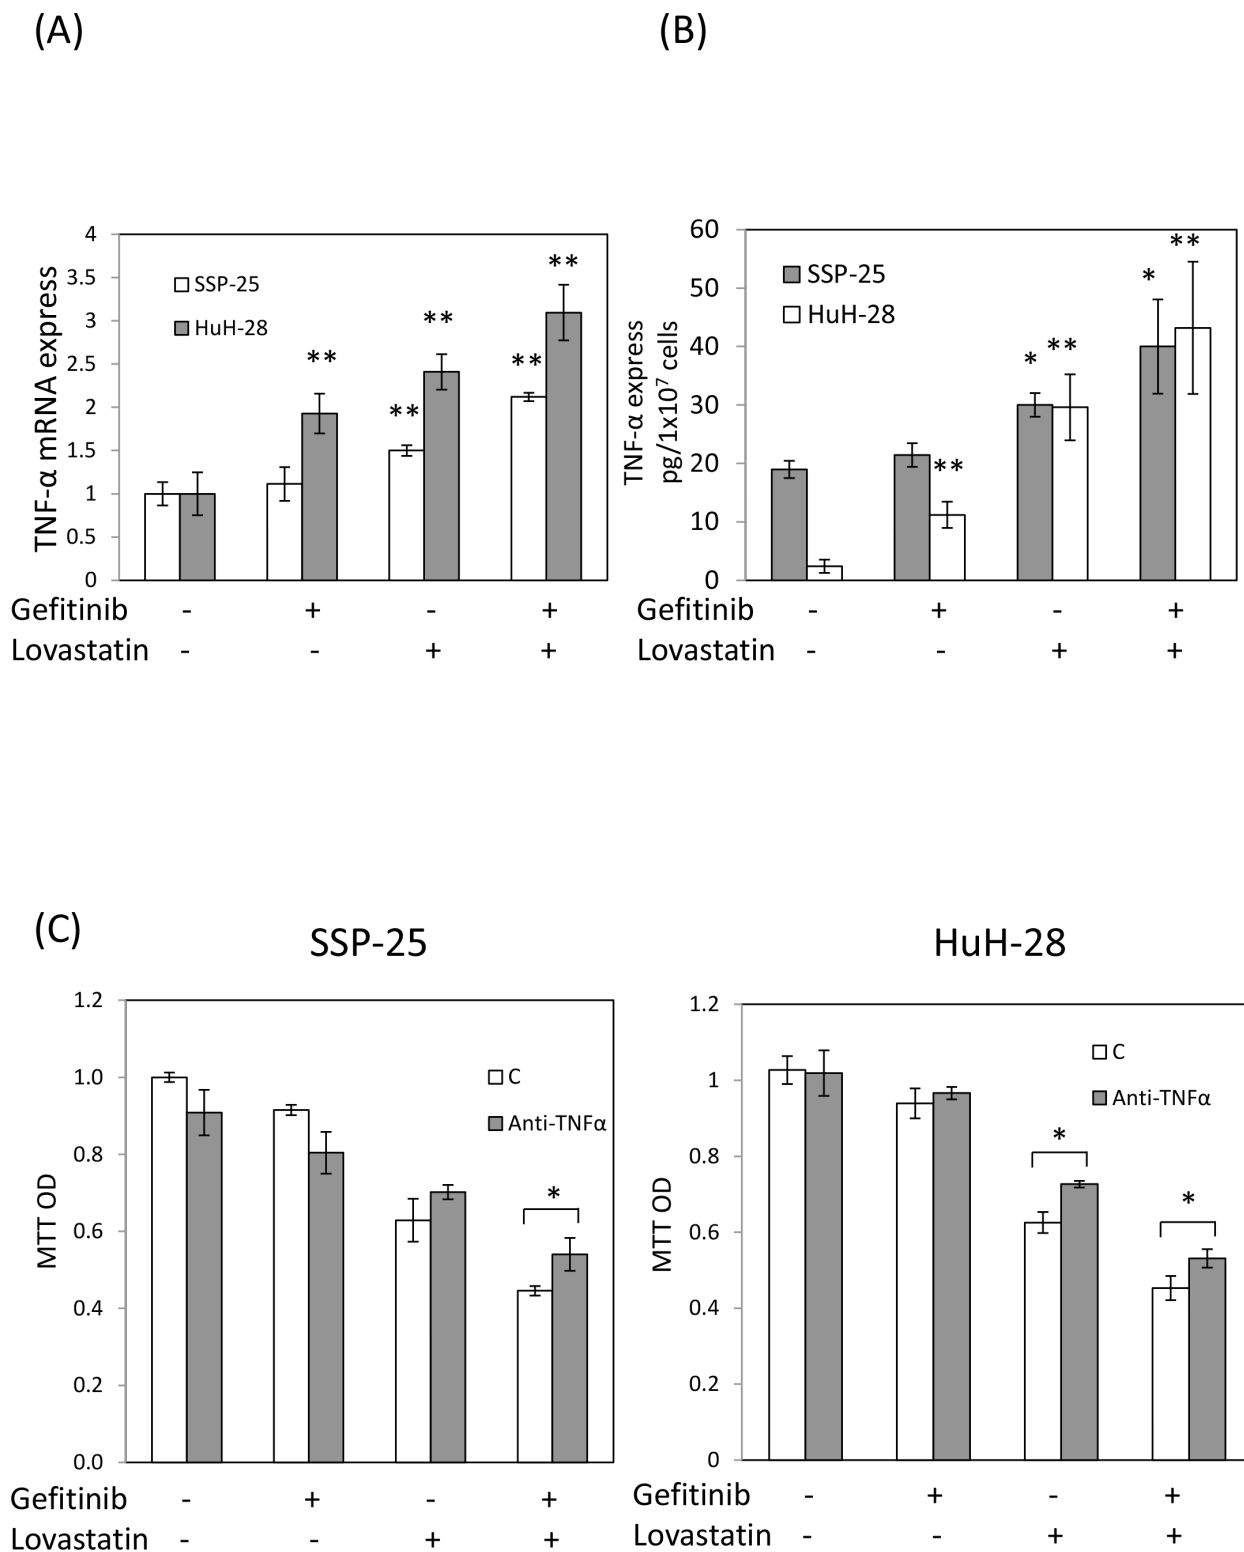 (A)
(B)
TNF-α mRNA express
4
3.5
3
2.5
2
1.5
1
0.5
0
SSP-25
HuH-28
**
**
**
**
**
Gefitinib - + - +
Lovastatin - - + +
TNF-α express
pg/1x10⁷ cells
60
50
40
30
20
10
0
SSP-25
HuH-28
**
* **
* **
Gefitinib - + - +
Lovastatin - - + +
(C)
SSP-25
MTT OD
1.2
1.0
0.8
0.6
0.4
0.2
0.0
C
Anti-TNFα
*
Gefitinib - + - +
Lovastatin - - + +
HuH-28
MTT OD
1.2
1
0.8
0.6
0.4
0.2
0
C
Anti-TNFα
*
*
Gefitinib - + - +
Lovastatin - - + +